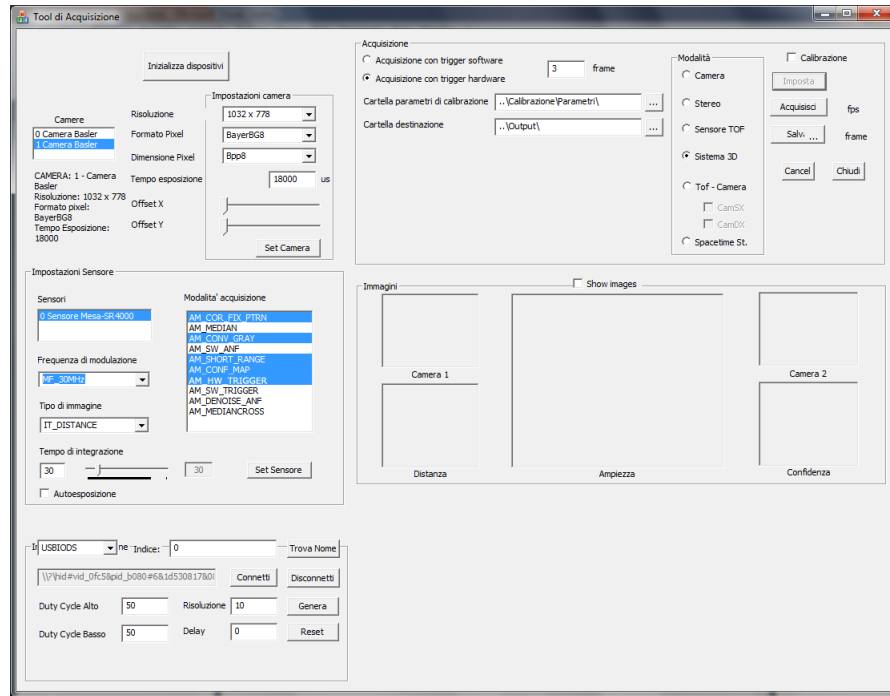 Tool di Acquisizione
Inizializza dispositivi
Camere
0 Camera Basler
1 Camera Basler
CAMERA: 1 - Camera
Basler
Risoluzione: 1032 x 778
Formato pixel:
BayerBG8
Tempo Esposizione:
18000
Impostazioni camera
Risoluzione
1032 x 778
Formato Pixel
BayerBG8
Dimensione Pixel
Bpp8
Tempo esposizione
18000
us
Offset X
Offset Y
Set Camera
Acquisizione
Acquisizione con trigger software
Acquisizione con trigger hardware
3
frame
Cartella parametri di calibrazione
..\Calibrazione\Parametri\
...
Cartella destinazione
..\Output\
...
Modalità
Camera
Stereo
Sensore TOF
Sistema 3D
Tof - Camera
CamSX
CamDX
Spacetime St.
Calibrazione
Imposta
Acquisisci
fps
Salva ...
frame
Cancel
Chiudi
Impostazioni Sensore
Sensori
0 Sensore Mesa-SR4000
Frequenza di modulazione
MF_30MHz
Tipo di immagine
IT_DISTANCE
Tempo di integrazione
30
30
Set Sensore
Autoesposizione
Modalita' acquisizione
AM_COR_FIX_PTRN
AM_MEDIAN
AM_CONV_GRAY
AM_SW_ANF
AM_SHORT_RANGE
AM_CONF_MAP
AM_HW_TRIGGER
AM_SW_TRIGGER
AM_DENOISE_ANF
AM_MEDIANCROSS
Immagini
Show images
Camera 1
Camera 2
Distanza
Ampiezza
Confidenza
USBIODS
ne
Indice:
0
Trova Nome
Connetti
Disconnetti
Duty Cycle Alto
50
Risoluzione
10
Genera
Duty Cycle Basso
50
Delay
0
Reset